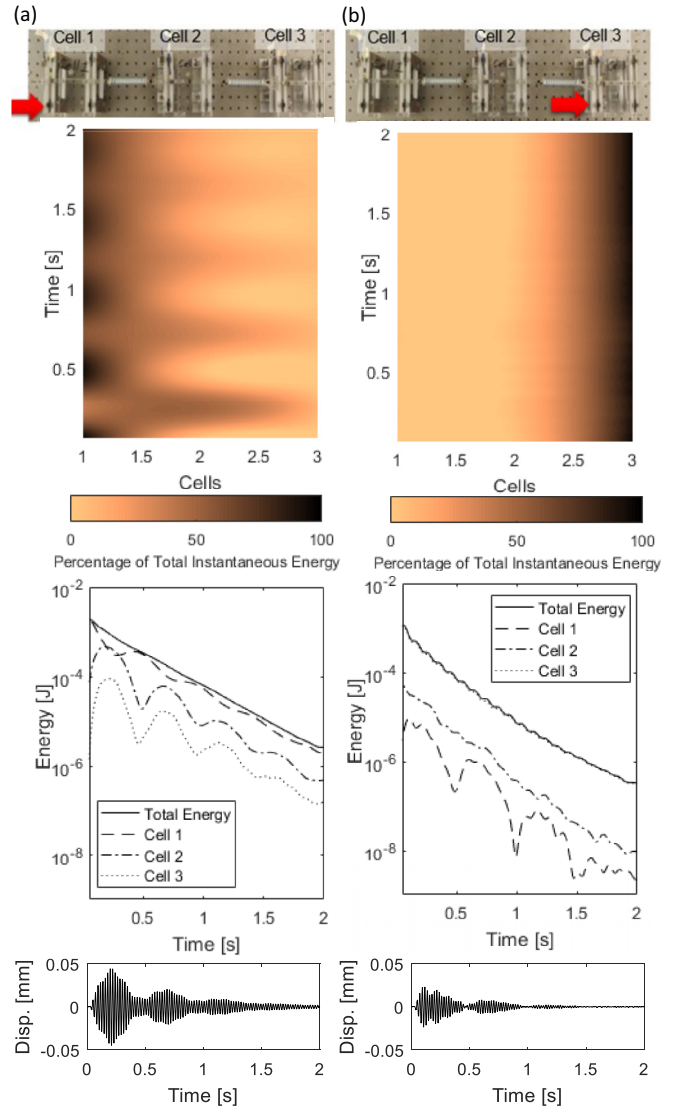 (a)
Cell 1 Cell 2 Cell 3
2
1.5
1
0.5
Time [s]
1 1.5 2 2.5 3
Cells
0 50 100
Percentage of Total Instantaneous Energy
10-2
10-4
10-6
10-8
Energy [J]
Total Energy
Cell 1
Cell 2
Cell 3
0.5 1 1.5 2
Time [s]
0.05
0
-0.05
Disp. [mm]
0 0.5 1 1.5 2
Time [s]
(b)
Cell 1 Cell 2 Cell 3
2
1.5
1
0.5
Time [s]
1 1.5 2 2.5 3
Cells
0 50 100
Percentage of Total Instantaneous Energy
10-2
10-4
10-6
10-8
Energy [J]
Total Energy
Cell 1
Cell 2
Cell 3
0.5 1 1.5 2
Time [s]
0.05
0
-0.05
Disp. [mm]
0 0.5 1 1.5 2
Time [s]